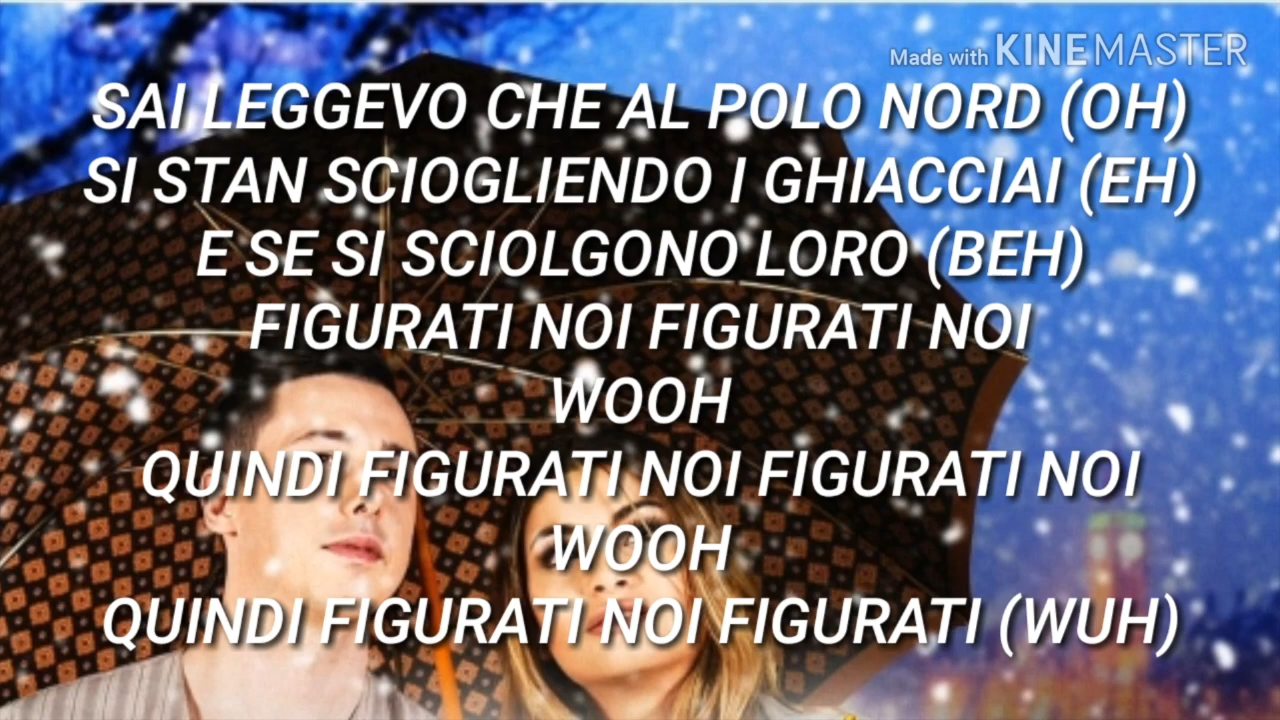 Made with KINEMASTER
SAI LEGGEVO CHE AL POLO NORD (OH)
SI STAN SCIOGLIENDO I GHIACCIAI (EH)
E SE SI SCIOLGONO LORO (BEH)
FIGURATI NOI FIGURATI NOI
WOOH
QUINDI FIGURATI NOI FIGURATI NOI
WOOH
QUINDI FIGURATI NOI FIGURATI (WUH)